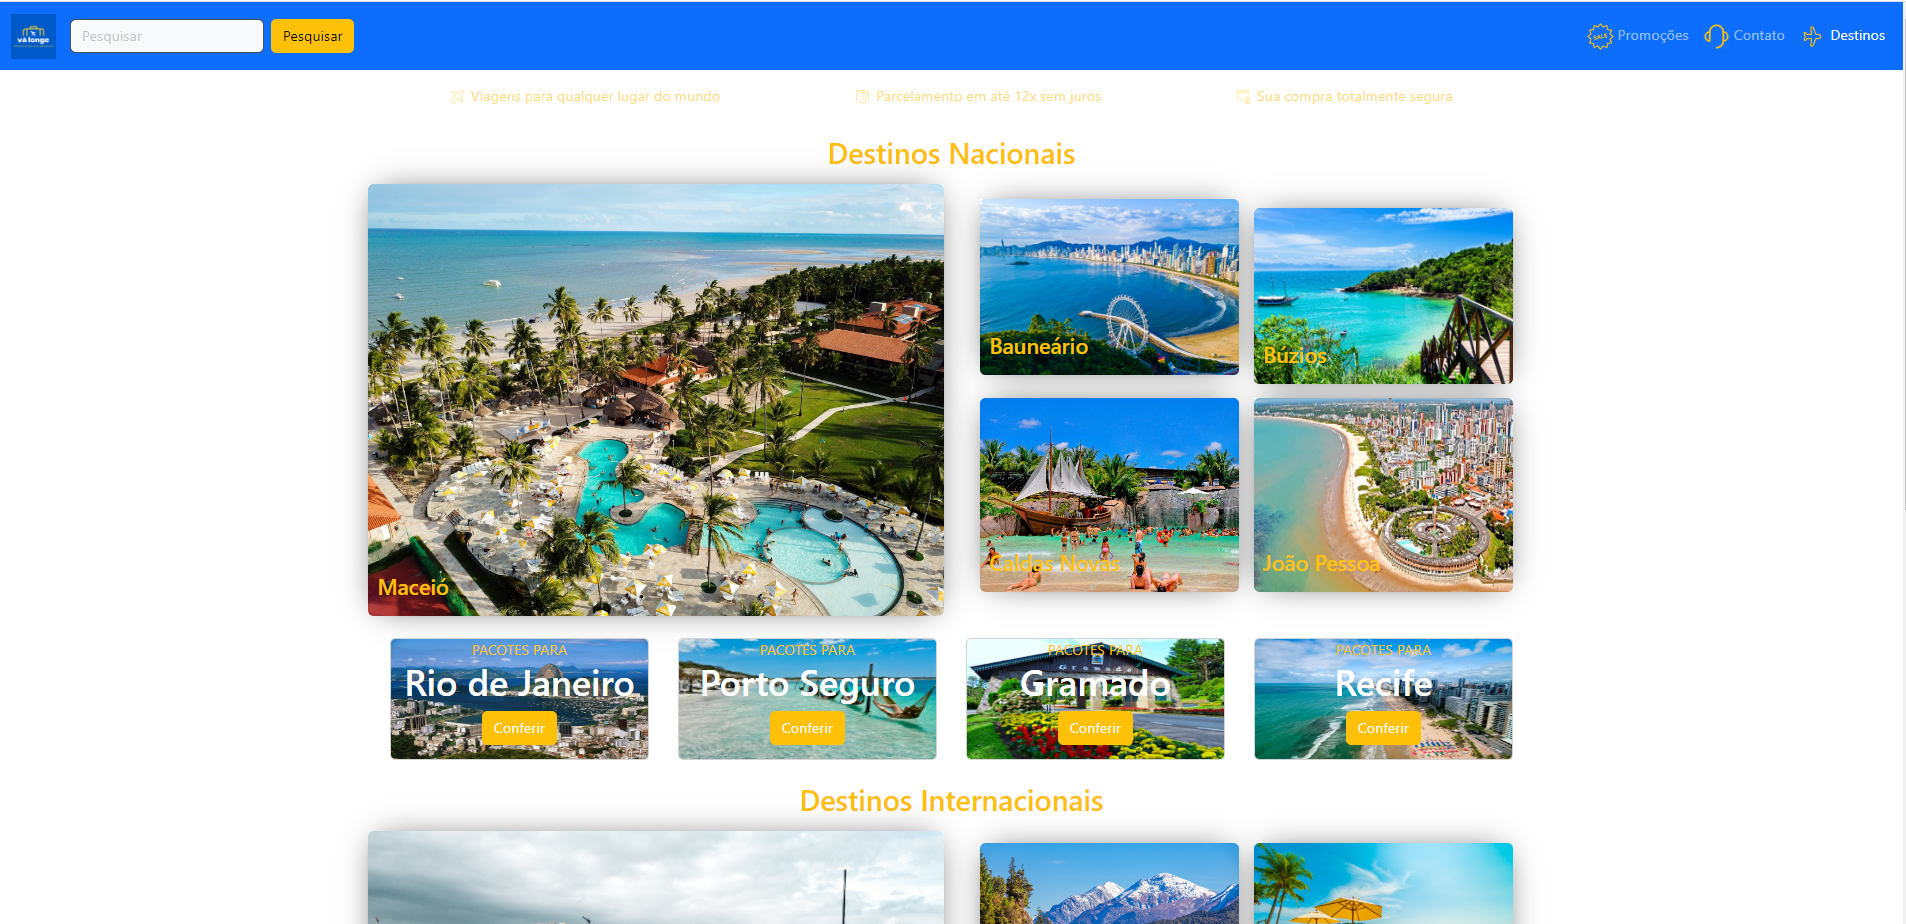 vá longe
Pesquisar
Pesquisar
SALE
Promoções
Contato
Destinos
Viagens para qualquer lugar do mundo
Parcelamento em até 12x sem juros
Sua compra totalmente segura
Destinos Nacionais
Bauneário
Búzios
Caldas Novas
João Pessoa
Maceió
PACOTES PARA
Rio de Janeiro
Conferir
PACOTES PARA
Porto Seguro
Conferir
PACOTES PARA
Gramado
Gramado
Conferir
PACOTES PARA
Recife
Conferir
Destinos Internacionais